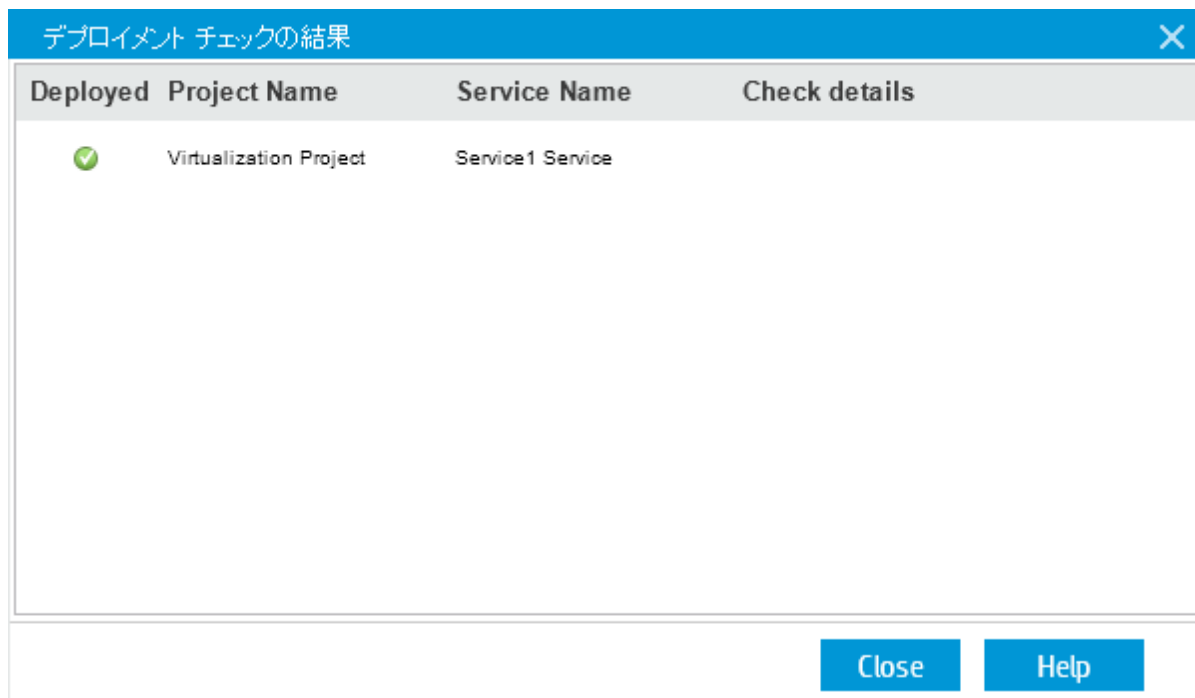 デプロイメント チェックの結果
Deployed Project Name Service Name Check details
Virtualization Project Service1 Service
Close Help